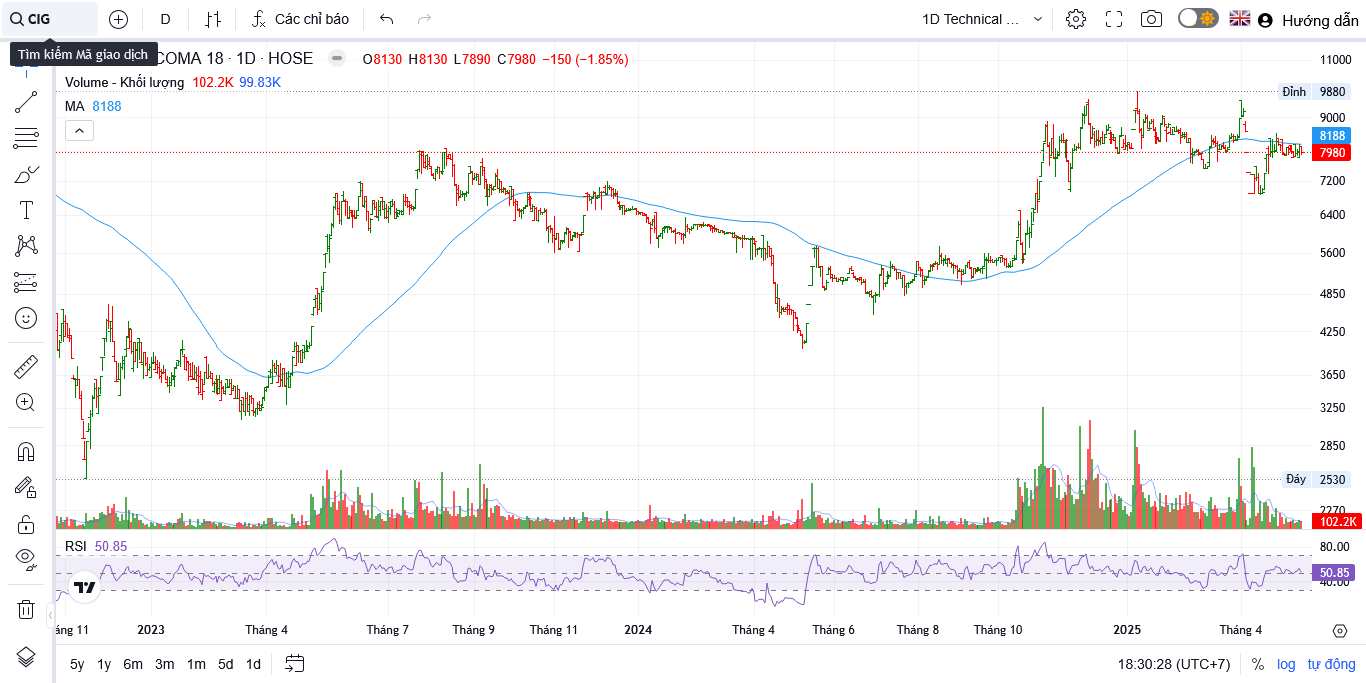 CIG
D
Các chỉ báo
1D Technical ...
Hướng dẫn
Tìm kiếm Mã giao dịch
COMA 18 · 1D · HOSE
O8130 H8130 L7890 C7980 −150 (−1.85%)
Volume - Khối lượng 102.2K 99.83K
MA 8188
11000
Đỉnh 9880
9000
8188
7980
7200
6400
5600
4850
4250
3650
3250
2850
Đáy 2530
2270
102.2K
RSI 50.85
80.00
50.85
40.00
áng 11
2023
Tháng 4
Tháng 7
Tháng 9
Tháng 11
2024
Tháng 4
Tháng 6
Tháng 8
Tháng 10
2025
Tháng 4
5y 1y 6m 3m 1m 5d 1d
18:30:28 (UTC+7)
% log tự động